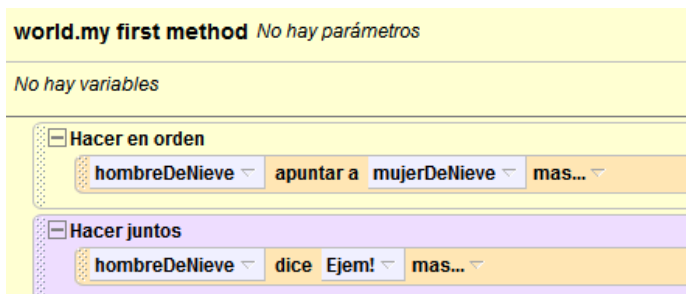 world.my first method No hay parámetros
No hay variables
Hacer en orden
hombreDeNieve apuntar a mujerDeNieve mas...
Hacer juntos
hombreDeNieve dice Ejem! mas...